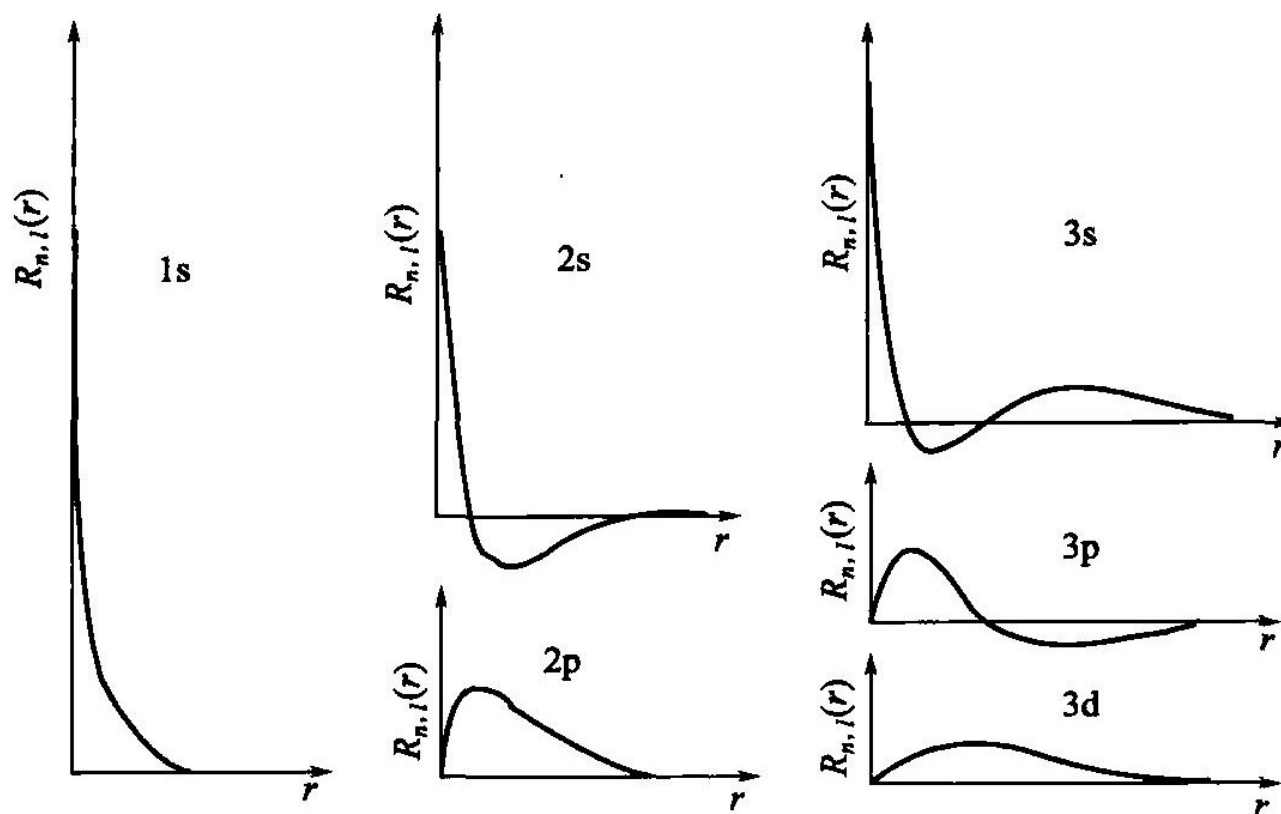 R_{n, l}(r)
1s
r
R_{n, l}(r)
2s
r
R_{n, l}(r)
2p
r
R_{n, l}(r)
3s
r
R_{n, l}(r)
3p
r
R_{n, l}(r)
3d
r